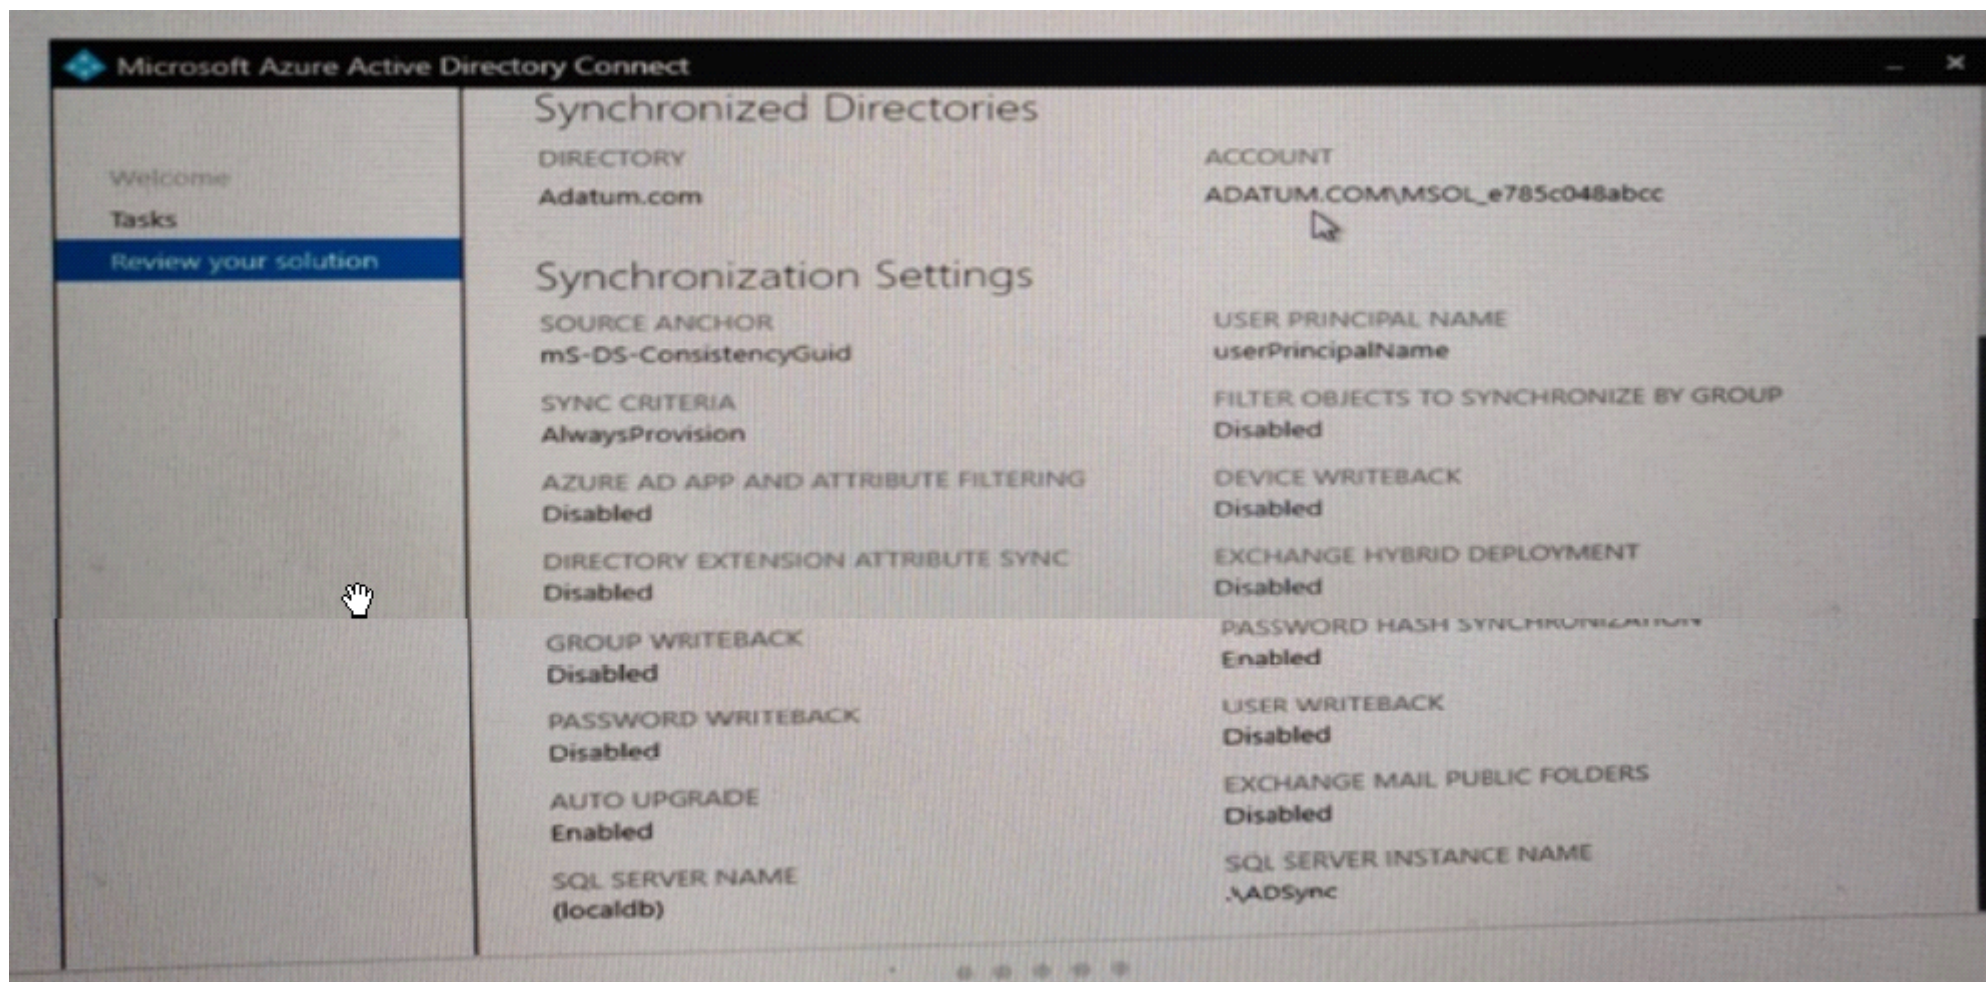 Microsoft Azure Active Directory Connect
Welcome
Tasks
Review your solution
Synchronized Directories
DIRECTORY
Adatum.com
ACCOUNT
ADATUM.COM\MSOL_e785c048abcc
Synchronization Settings
SOURCE ANCHOR
mS-DS-ConsistencyGuid
USER PRINCIPAL NAME
userPrincipalName
SYNC CRITERIA
AlwaysProvision
FILTER OBJECTS TO SYNCHRONIZE BY GROUP
Disabled
AZURE AD APP AND ATTRIBUTE FILTERING
Disabled
DEVICE WRITEBACK
Disabled
DIRECTORY EXTENSION ATTRIBUTE SYNC
Disabled
EXCHANGE HYBRID DEPLOYMENT
Disabled
GROUP WRITEBACK
Disabled
PASSWORD HASH SYNCHRONIZATION
Enabled
PASSWORD WRITEBACK
Disabled
USER WRITEBACK
Disabled
AUTO UPGRADE
Enabled
EXCHANGE MAIL PUBLIC FOLDERS
Disabled
SQL SERVER NAME
(localdb)
SQL SERVER INSTANCE NAME
.\ADSync